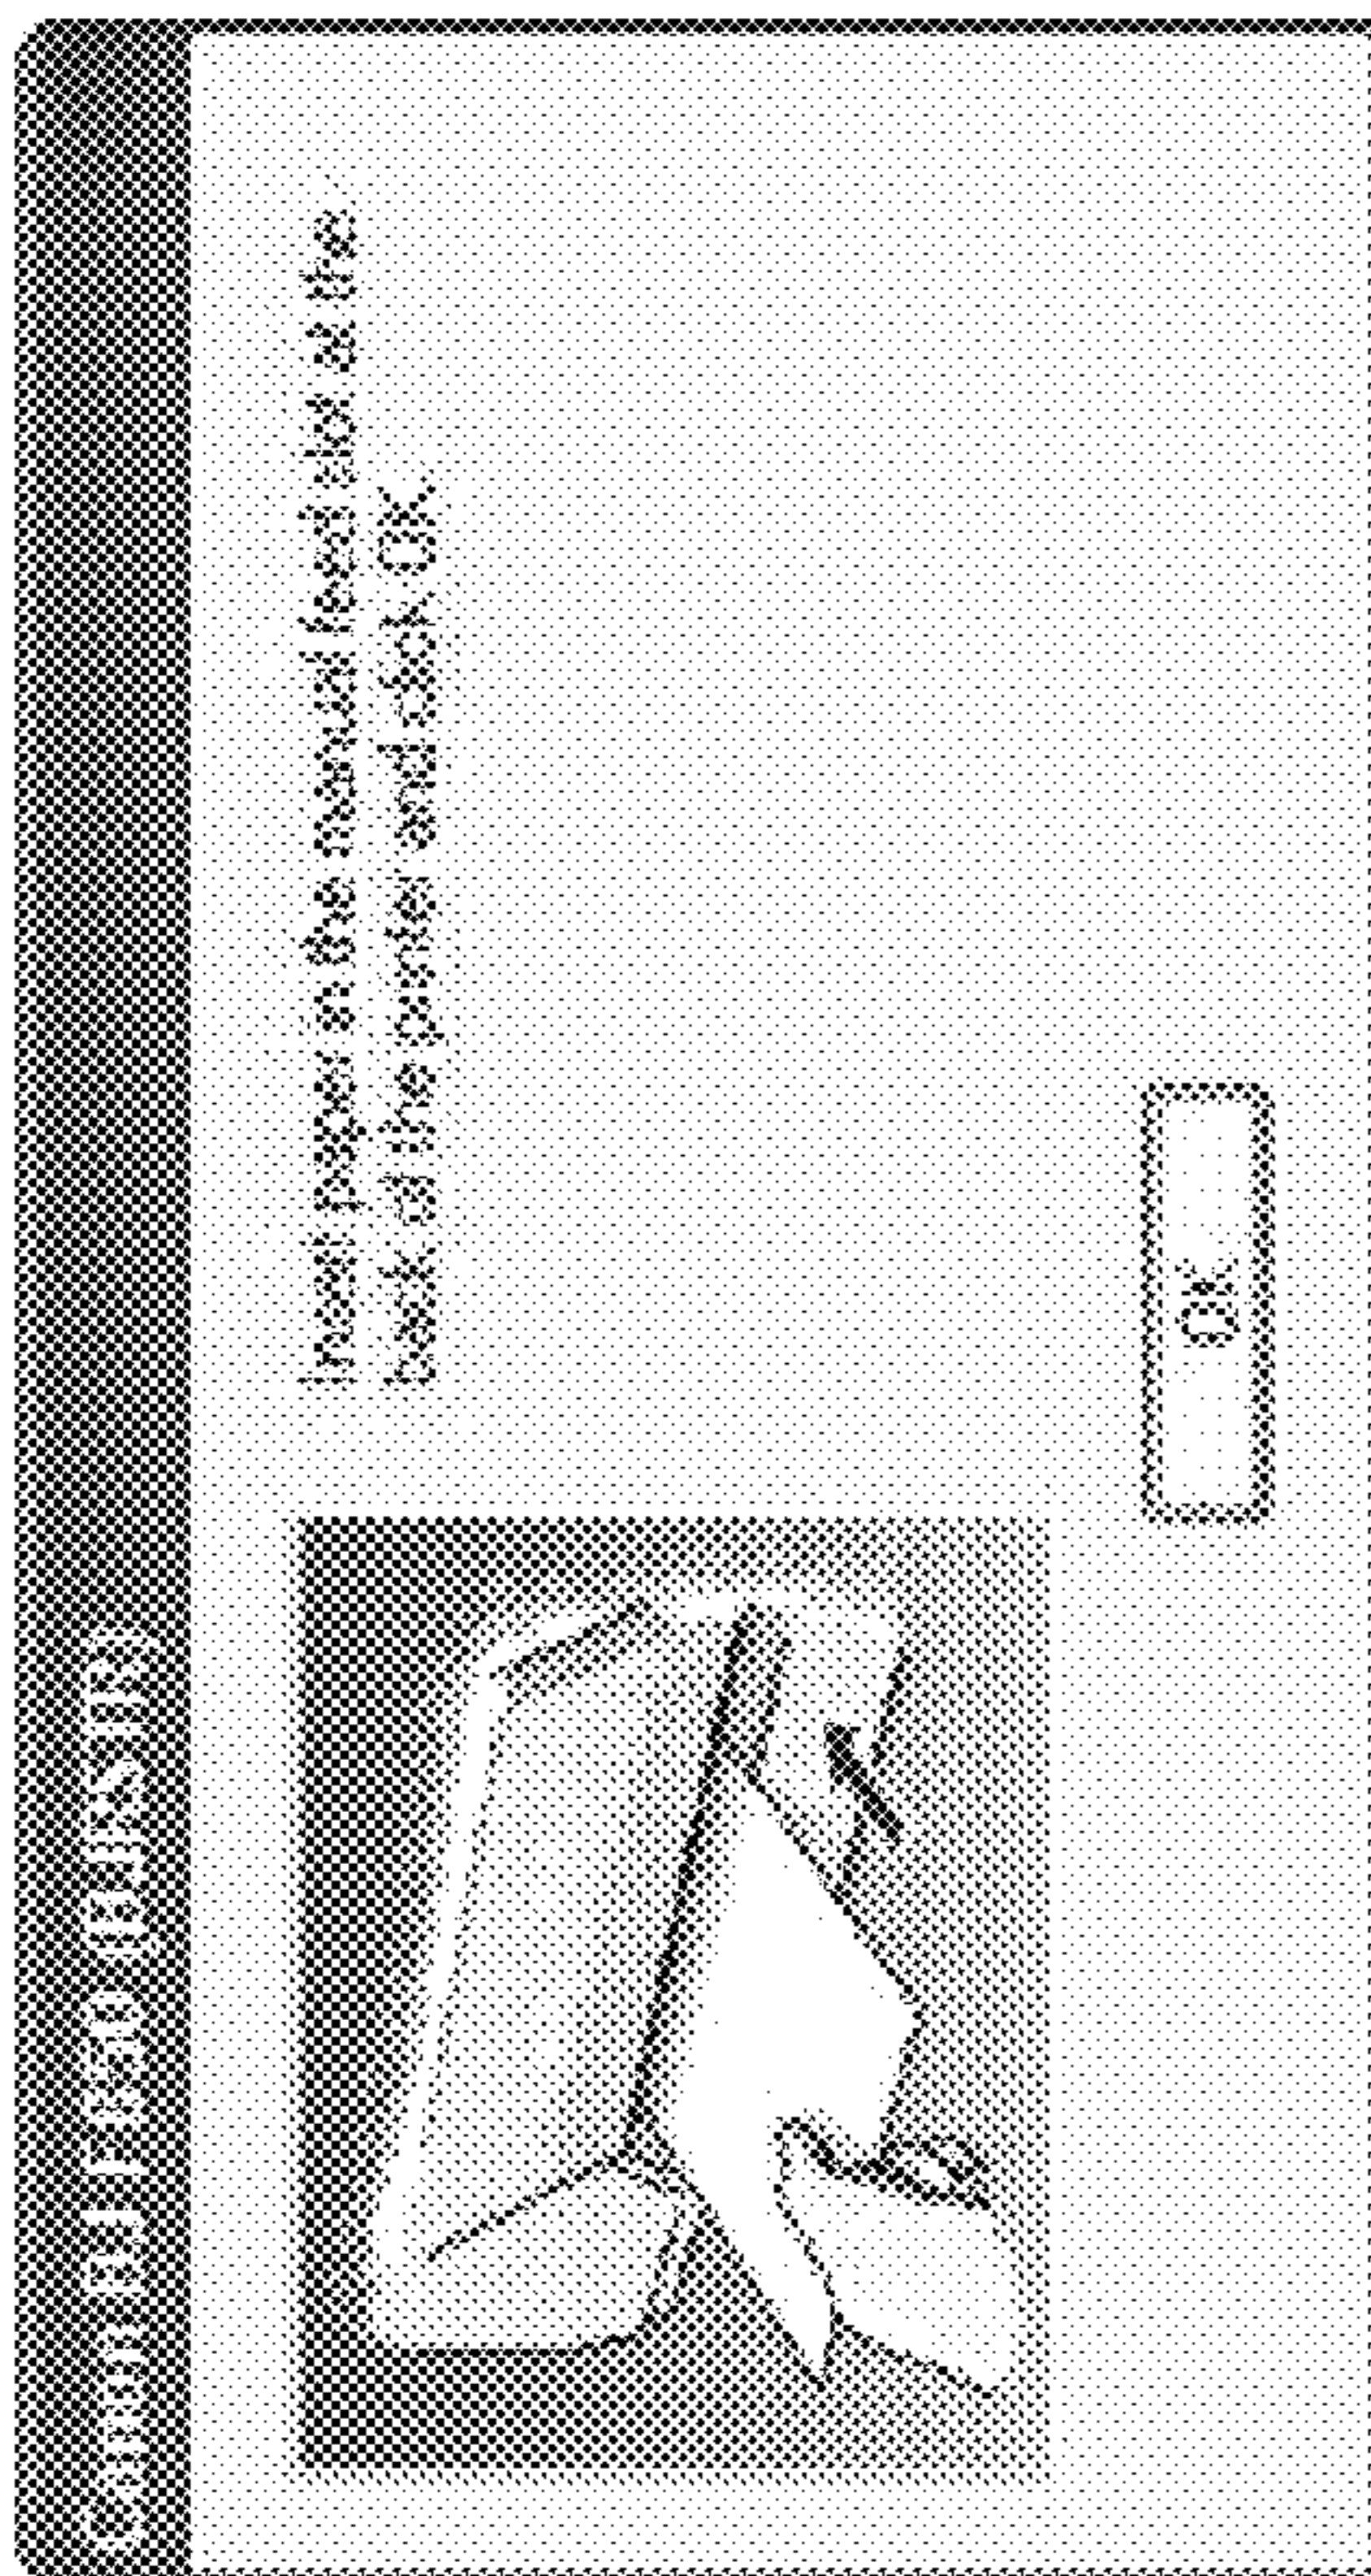 Insert paper in the manual feed slot at the
back of the printer and click OK.
OK